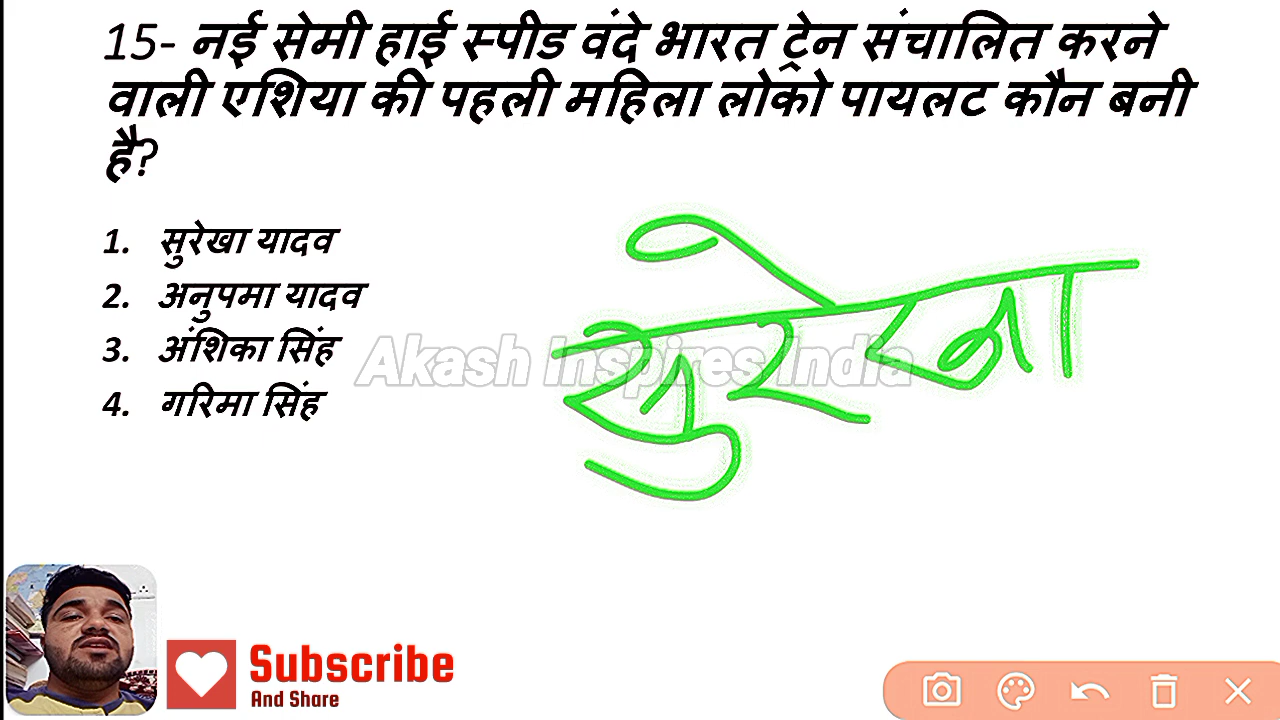 15- नई सेमी हाई स्पीड वंदे भारत ट्रेन संचालित करने
वाली एशिया की पहली महिला लोको पायलट कौन बनी
है?
1. सुरेखा यादव
2. अनुपमा यादव
3. अंशिका सिंह
4. गरिमा सिंह
सुरेखा
Akash Inspires India
Subscribe
And Share